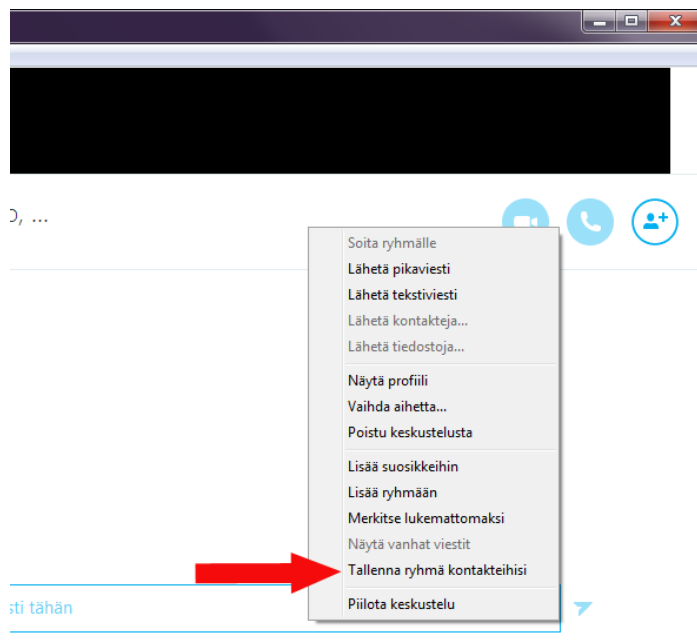 O, ...
Soita ryhmälle
Lähetä pikaviesti
Lähetä tekstiviesti
Lähetä kontakteja...
Lähetä tiedostoja...
Näytä profiili
Vaihda aihetta...
Poistu keskustelusta
Lisää suosikkeihin
Lisää ryhmään
Merkitse lukemattomaksi
Näytä vanhat viestit
Tallenna ryhmä kontakteihisi
Piilota keskustelu
sti tähän